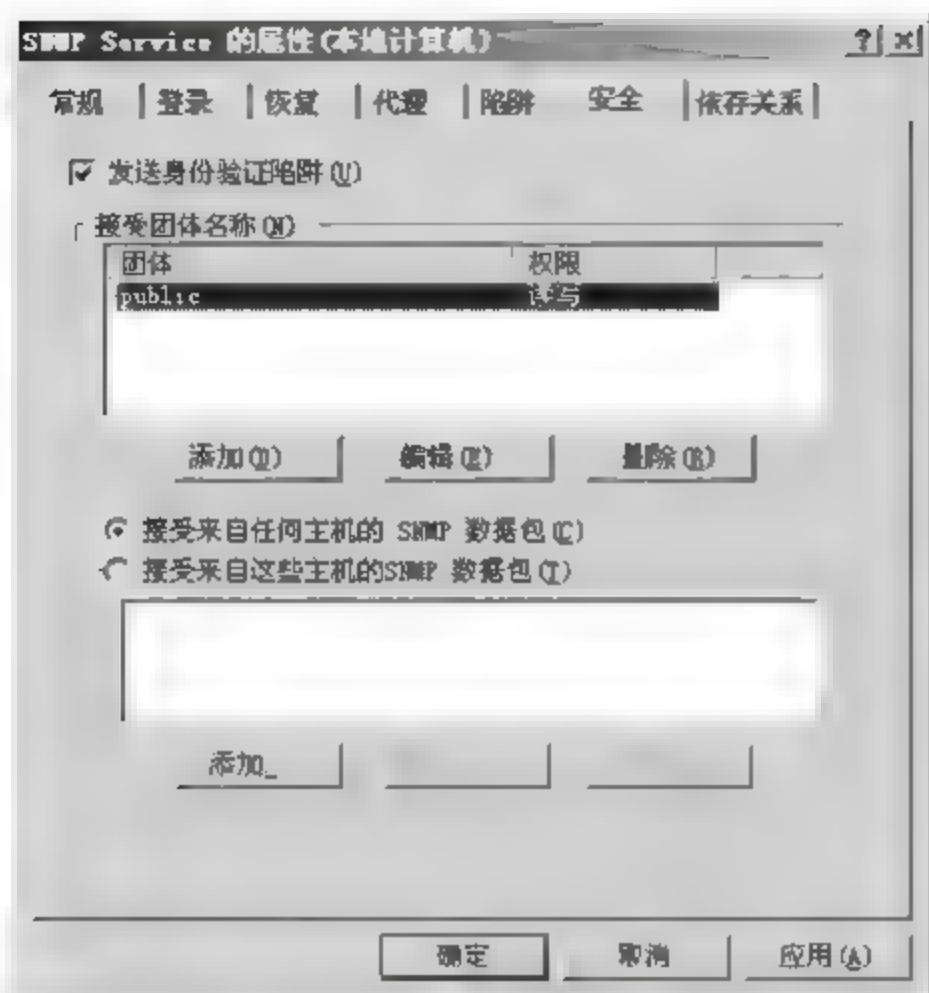 SNMP Service 的属性(本地计算机)
常规 登录 恢复 代理 陷阱 安全 依存关系
发送身份验证陷阱(U)
接受团体名称(N)
团体 权限
public 读写
添加(D) 编辑(E) 删除(R)
接受来自任何主机的 SNMP 数据包(C)
接受来自这些主机的SNMP 数据包(T)
添加
确定 取消 应用(A)